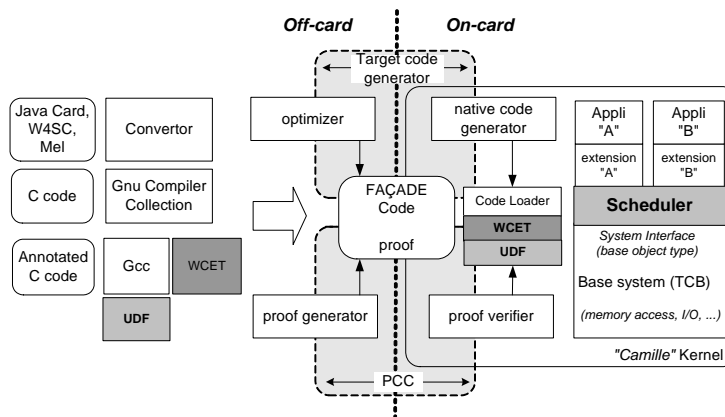 Off-card
On-card
Target code
generator
Java Card,
W4SC,
Mel
Convertor
optimizer
native code
generator
Appli
"A"
Appli
"B"
extension
"A"
extension
"B"
C code
Gnu Compiler
Collection
FAÇADE
Code
proof
Code Loader
WCET
UDF
Scheduler
System Interface
(base object type)
Base system (TCB)
(memory access, I/O, ...)
Annotated
C code
Gcc
WCET
UDF
proof generator
proof verifier
"Camille" Kernel
PCC